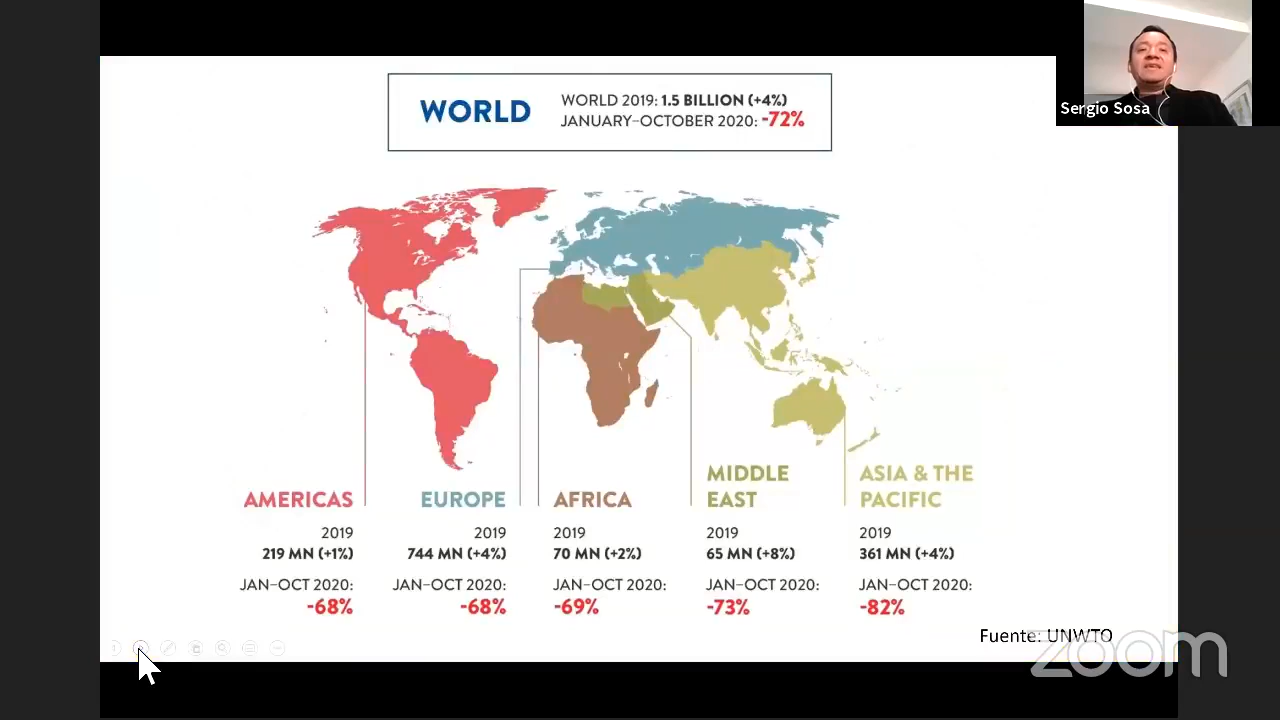 WORLD
WORLD 2019: 1.5 BILLION (+4%)
JANUARY–OCTOBER 2020: -72%
Sergio Sosa
AMERICAS
2019
219 MN (+1%)
JAN–OCT 2020:
-68%
EUROPE
2019
744 MN (+4%)
JAN–OCT 2020:
-68%
AFRICA
2019
70 MN (+2%)
JAN–OCT 2020:
-69%
MIDDLE
EAST
2019
65 MN (+8%)
JAN–OCT 2020:
-73%
ASIA & THE
PACIFIC
2019
361 MN (+4%)
JAN–OCT 2020:
-82%
Fuente: UNWTO
zoom